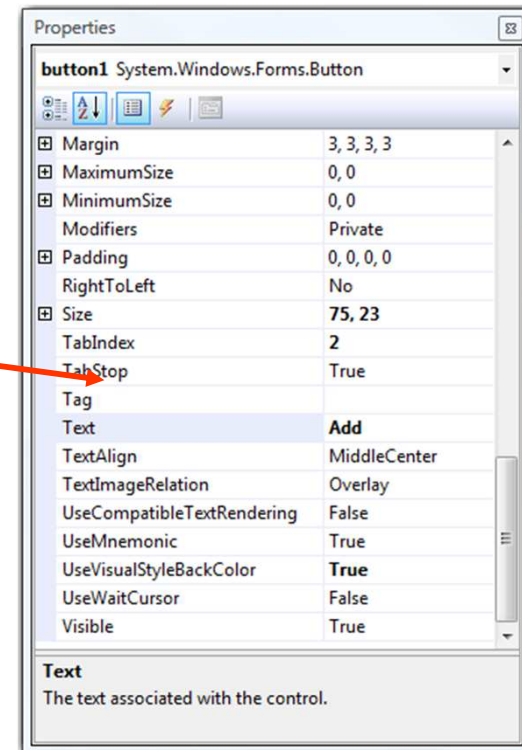 Properties
button1 System.Windows.Forms.Button
Margin 3, 3, 3, 3
MaximumSize 0, 0
MinimumSize 0, 0
Modifiers Private
Padding 0, 0, 0, 0
RightToLeft No
Size 75, 23
TabIndex 2
TabStop True
Tag
Text Add
TextAlign MiddleCenter
TextImageRelation Overlay
UseCompatibleTextRendering False
UseMnemonic True
UseVisualStyleBackColor True
UseWaitCursor False
Visible True
Text
The text associated with the control.